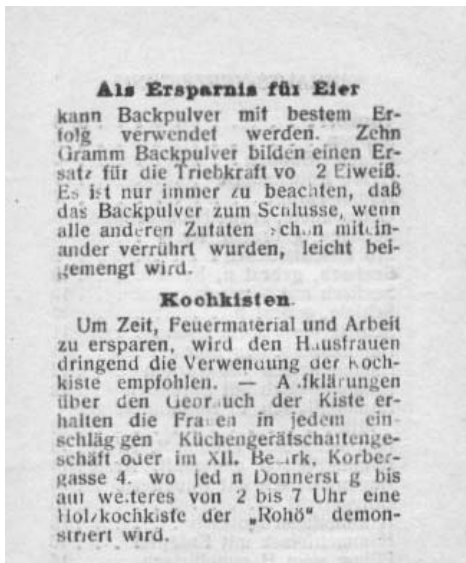 Als Ersparnis für Eier
kann Backpulver mit bestem Er-
folg verwendet werden. Zehn
Gramm Backpulver bilden einen Er-
satz für die Triebkraft vo 2 Eiweiß.
Es ist nur immer zu beachten, daß
das Backpulver zum Schlusse, wenn
alle anderen Zutaten schon mitein-
ander verrührt wurden, leicht bei-
gemengt wird.
Kochkisten.
Um Zeit, Feuermaterial und Arbeit
zu ersparen, wird den Hausfrauen
dringend die Verwendung der Koch-
kiste empfohlen. — Aufklärungen
über den Gebrauch der Kiste er-
halten die Frauen in jedem ein-
schlägigen Küchengerätschaftenge-
schäft oder im XII. Bezirk, Korber-
gasse 4. wo jed n Donnerst g bis
auf weiteres von 2 bis 7 Uhr eine
Holzkochkiste der „Rohö“ demon-
striert wird.